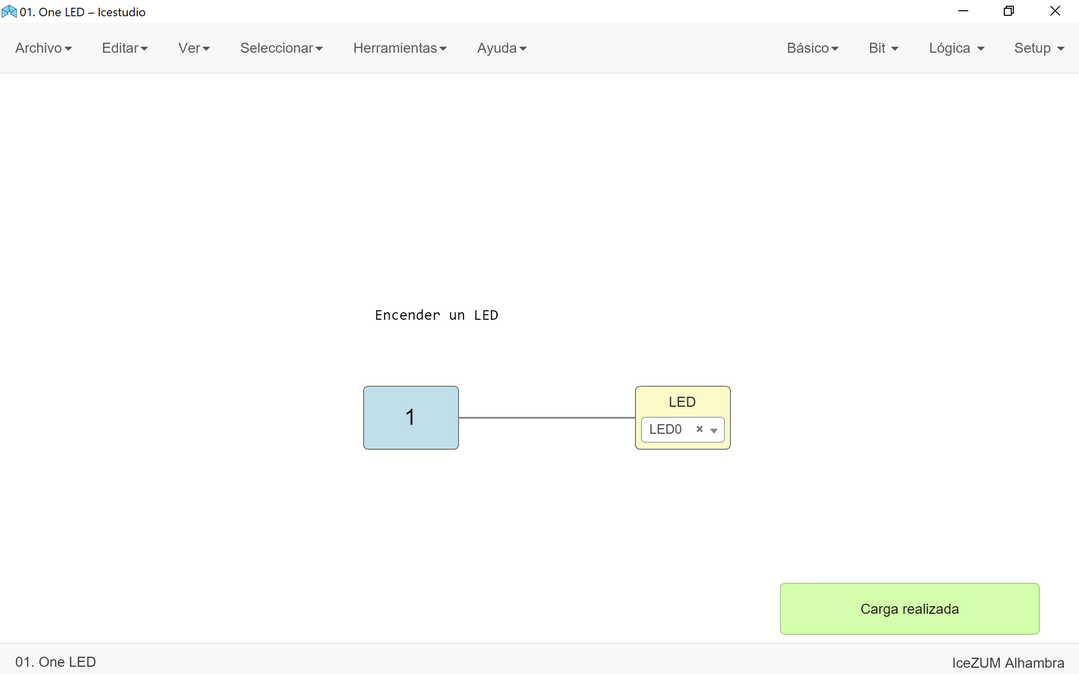 01. One LED – Icestudio
Archivo Editar Ver Seleccionar Herramientas Ayuda Básico Bit Lógica Setup
Encender un LED
1
LED
LED0
Carga realizada
01. One LED IceZUM Alhambra